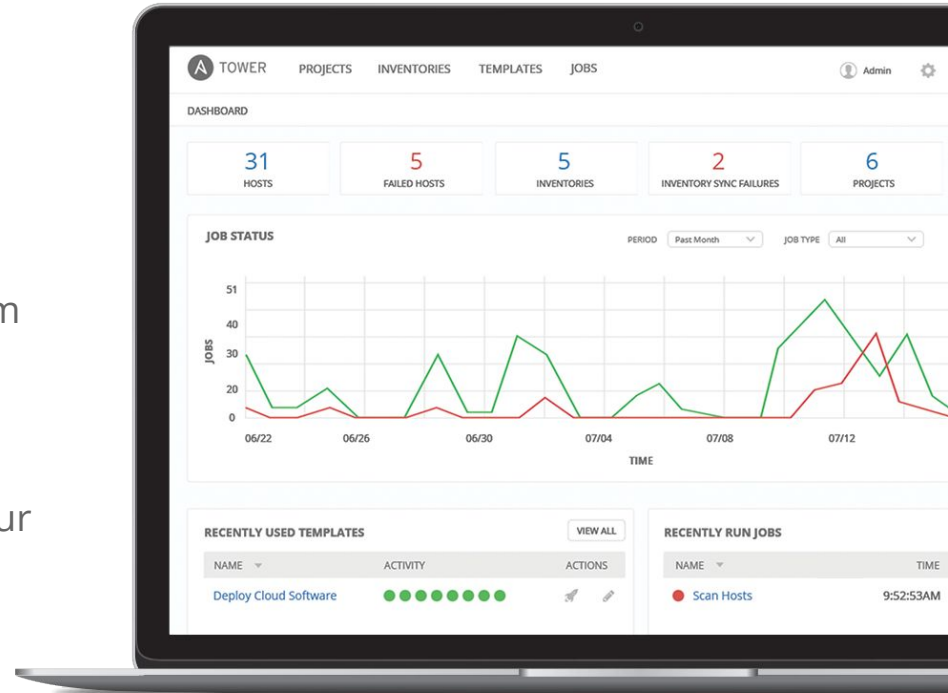 A TOWER PROJECTS INVENTORIES TEMPLATES JOBS Admin
DASHBOARD
31 5 5 2 6
HOSTS FAILED HOSTS INVENTORIES INVENTORY SYNC FAILURES PROJECTS
JOB STATUS PERIOD Past Month JOB TYPE All
51
40
30
20
0
JOBS
06/22 06/26 06/30 07/04 07/08 07/12
TIME
m
ur
RECENTLY USED TEMPLATES VIEW ALL RECENTLY RUN JOBS
NAME ACTIVITY ACTIONS NAME TIME
Deploy Cloud Software Scan Hosts 9:52:53AM